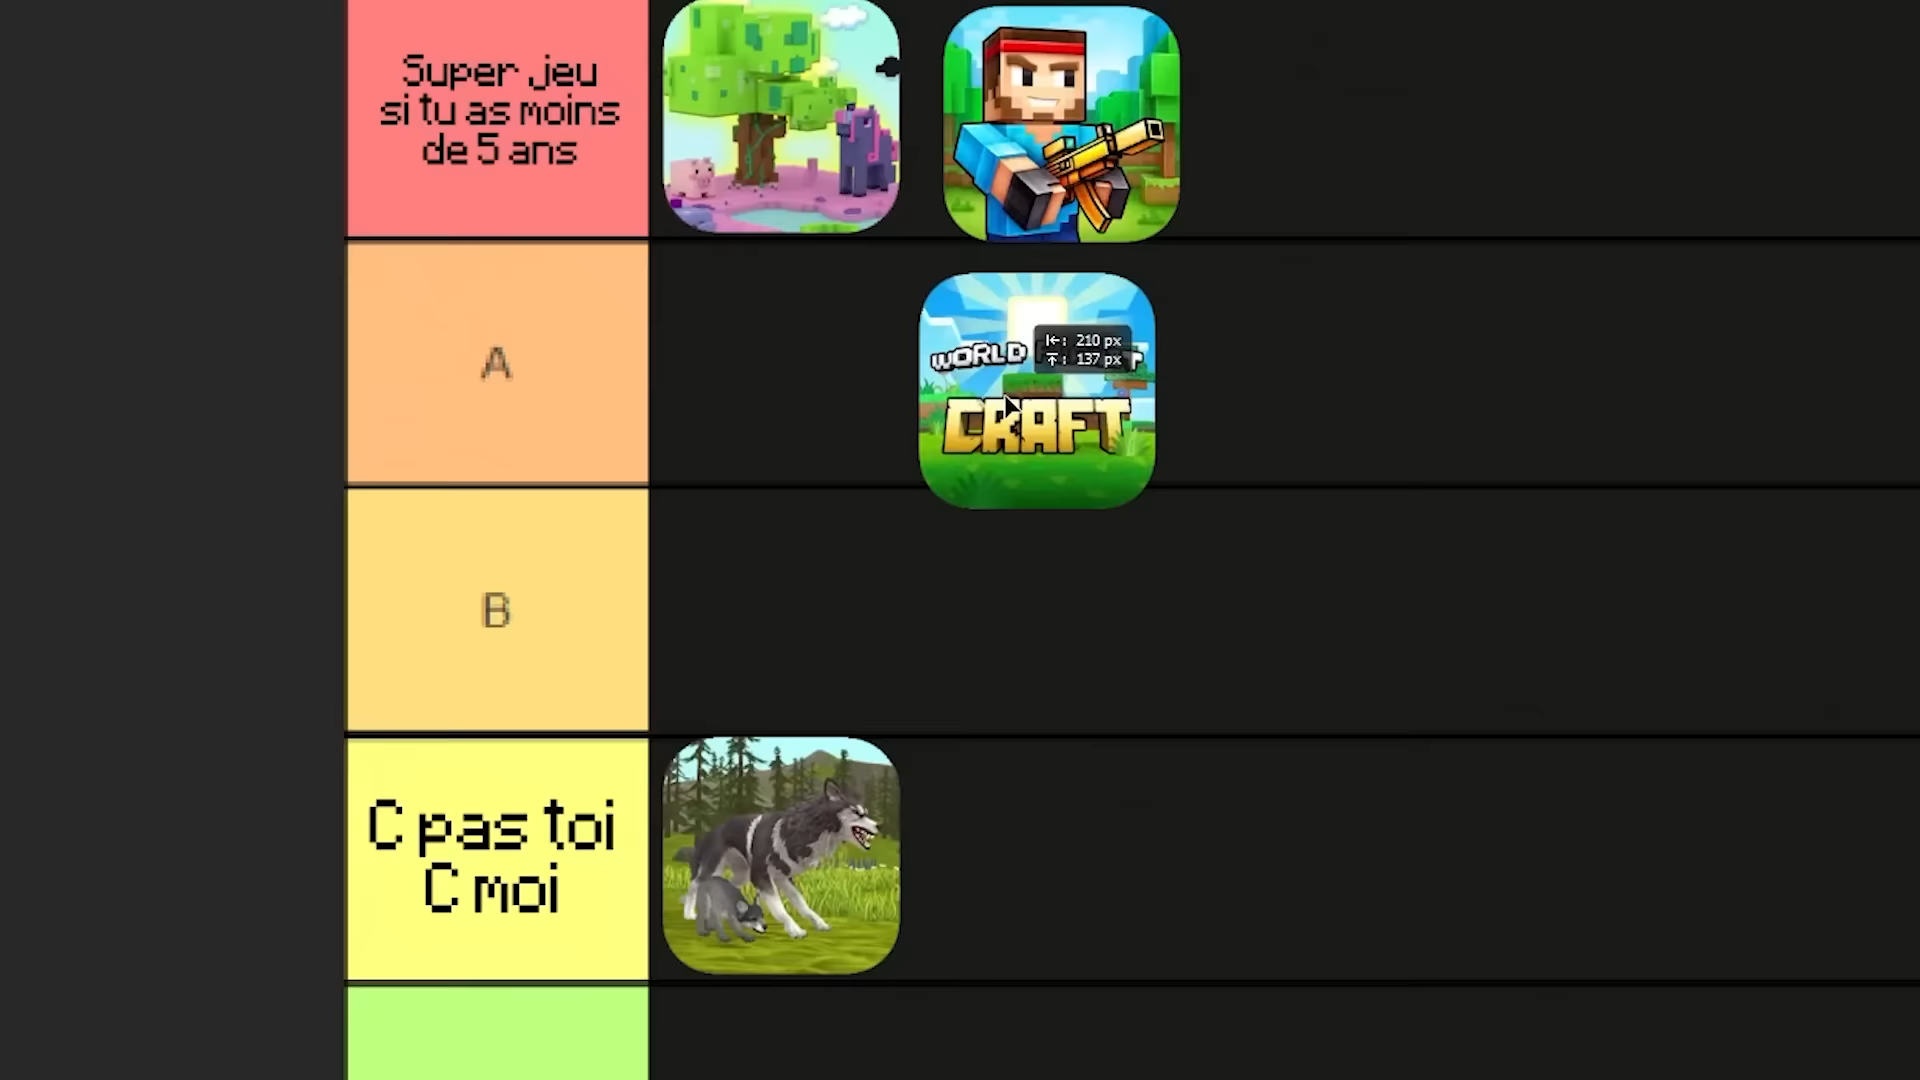 Super jeu
si tu as moins
de 5 ans
A
WORLD
210 px
137 px
CRAFT
B
C pas toi
C moi